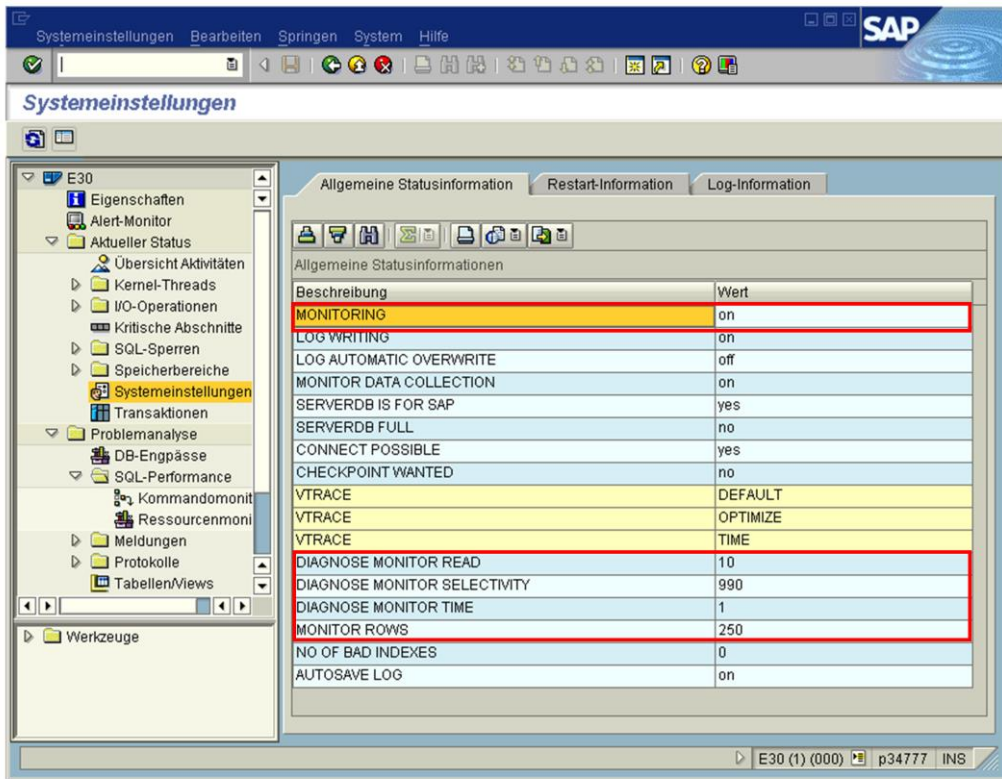 Systemeinstellungen Bearbeiten Springen System Hilfe
SAP
Systemeinstellungen
E30
Eigenschaften
Alert-Monitor
Aktueller Status
Übersicht Aktivitäten
Kernel-Threads
I/O-Operationen
Kritische Abschnitte
SQL-Sperren
Speicherbereiche
Systemeinstellungen
Transaktionen
Problemanalyse
DB-Engpässe
SQL-Performance
Kommandomonit
Ressourcenmoni
Meldungen
Protokolle
Tabellen/Views
Werkzeuge
Allgemeine Statusinformation Restart-Information Log-Information
Allgemeine Statusinformationen
Beschreibung Wert
MONITORING on
LOG WRITING on
LOG AUTOMATIC OVERWRITE off
MONITOR DATA COLLECTION on
SERVERDB IS FOR SAP yes
SERVERDB FULL no
CONNECT POSSIBLE yes
CHECKPOINT WANTED no
VTRACE DEFAULT
VTRACE OPTIMIZE
VTRACE TIME
DIAGNOSE MONITOR READ 10
DIAGNOSE MONITOR SELECTIVITY 990
DIAGNOSE MONITOR TIME 1
MONITOR ROWS 250
NO OF BAD INDEXES 0
AUTOSAVE LOG on
E30 (1) (000) p34777 INS